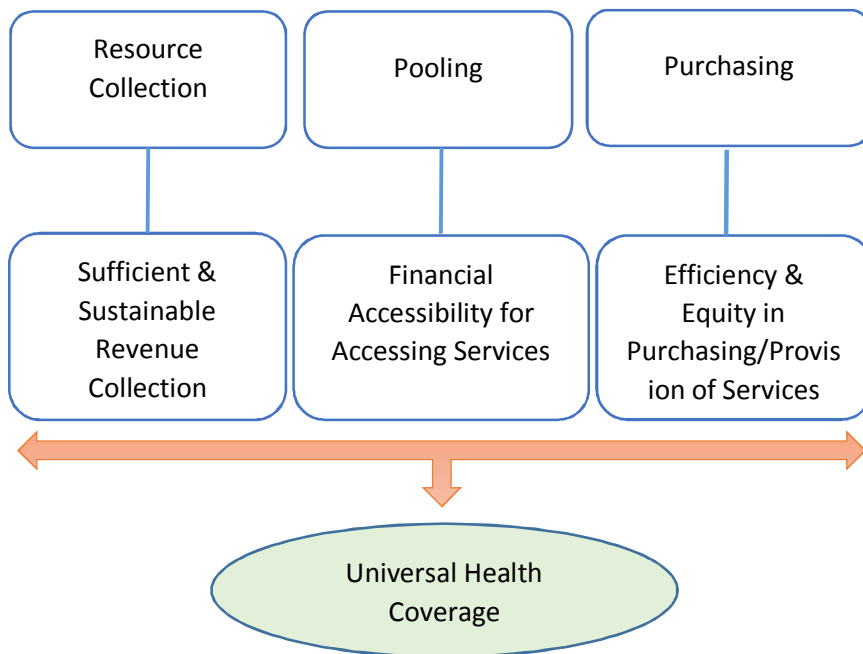 Resource
Collection
Pooling
Purchasing
Sufficient &
Sustainable
Revenue
Collection
Financial
Accessibility for
Accessing Services
Efficiency &
Equity in
Purchasing/Provis
ion of Services
Universal Health
Coverage